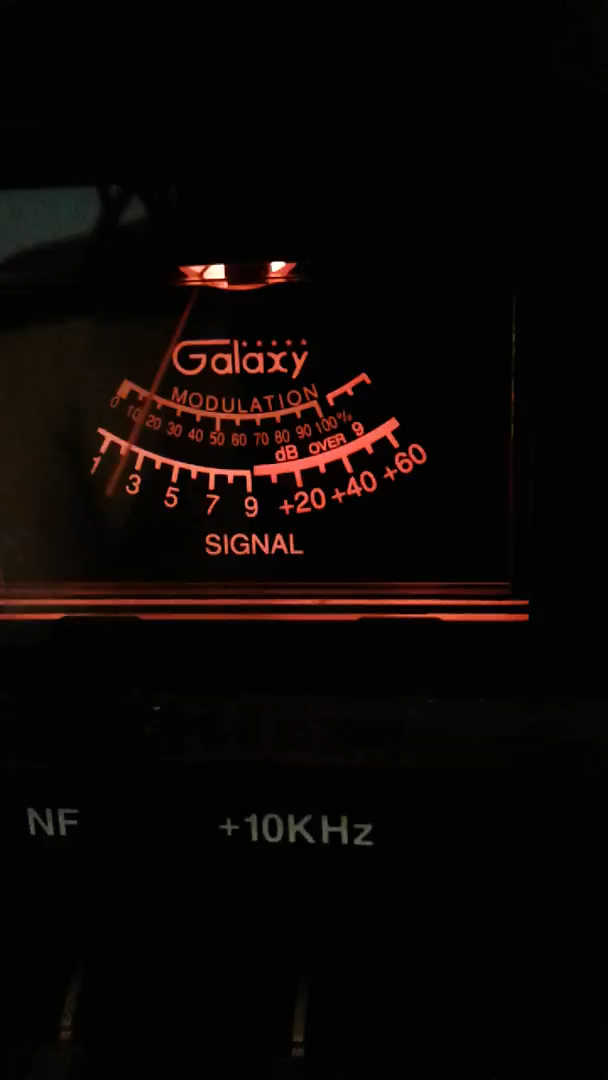 Galaxy
MODULATION
0 10 20 30 40 50 60 70 80 90 100%
dB OVER 9
1 3 5 7 9 +20 +40 +60
SIGNAL
NF +10KHz